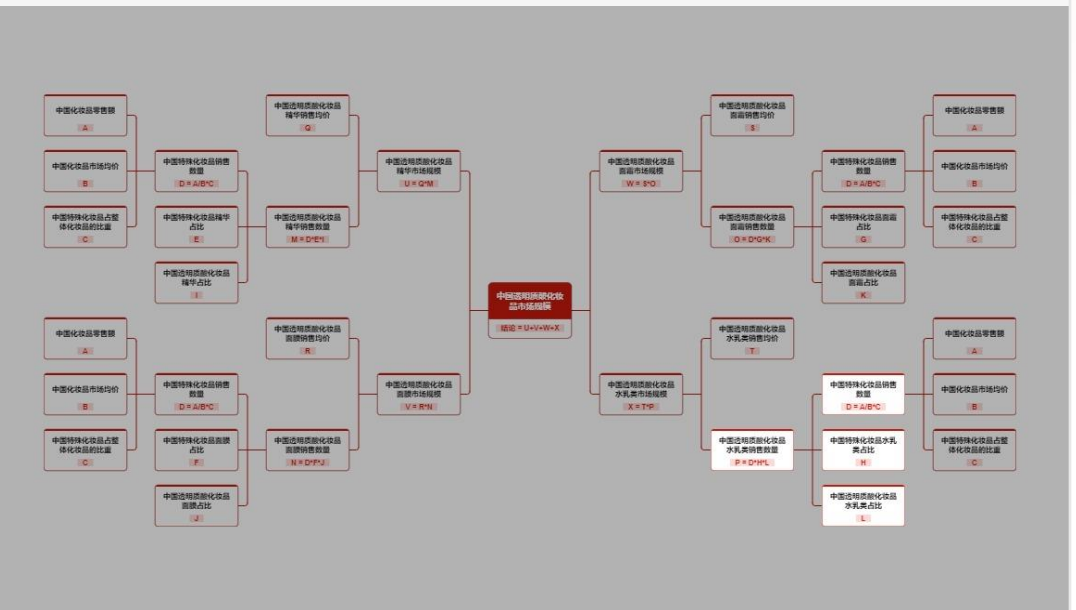 中国化妆品零售额
A
中国化妆品市场均价
B
中国特殊化妆品占整
体化妆品的比重
C
中国特殊化妆品销售
数量
D = A/B*C
中国特殊化妆品精华
占比
E
中国透明质酸化妆品
精华占比
I
中国透明质酸化妆品
精华销售均价
Q
中国透明质酸化妆品
精华销售数量
M = D*E*I
中国透明质酸化妆品
精华市场规模
U = Q*M
中国化妆品零售额
A
中国化妆品市场均价
B
中国特殊化妆品占整
体化妆品的比重
C
中国特殊化妆品销售
数量
D = A/B*C
中国特殊化妆品面膜
占比
F
中国透明质酸化妆品
面膜占比
J
中国透明质酸化妆品
面膜销售均价
R
中国透明质酸化妆品
面膜销售数量
N = D*F*J
中国透明质酸化妆品
面膜市场规模
V = R*N
中国透明质酸化妆
品市场规模
结论 = U+V+W+X
中国透明质酸化妆品
面霜市场规模
W = S*O
中国透明质酸化妆品
面霜销售均价
S
中国透明质酸化妆品
面霜销售数量
O = D*G*K
中国特殊化妆品销售
数量
D = A/B*C
中国特殊化妆品面霜
占比
G
中国透明质酸化妆品
面霜占比
K
中国化妆品零售额
A
中国化妆品市场均价
B
中国特殊化妆品占整
体化妆品的比重
C
中国透明质酸化妆品
水乳类市场规模
X = T*P
中国透明质酸化妆品
水乳类销售均价
T
中国透明质酸化妆品
水乳类销售数量
P = D*H*L
中国特殊化妆品销售
数量
D = A/B*C
中国特殊化妆品水乳
类占比
H
中国透明质酸化妆品
水乳类占比
L
中国化妆品零售额
A
中国化妆品市场均价
B
中国特殊化妆品占整
体化妆品的比重
C